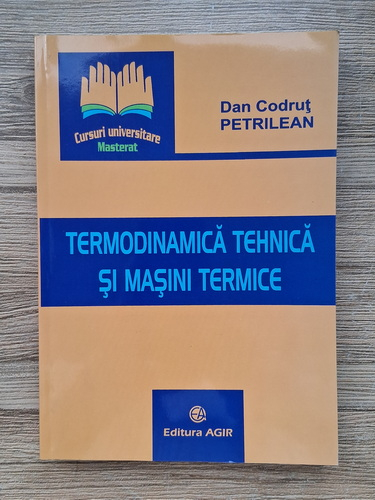 Cursuri universitare
Masterat
Dan Codruţ
PETRILEAN
TERMODINAMICĂ TEHNICĂ
ŞI MAŞINI TERMICE
Editura AGIR